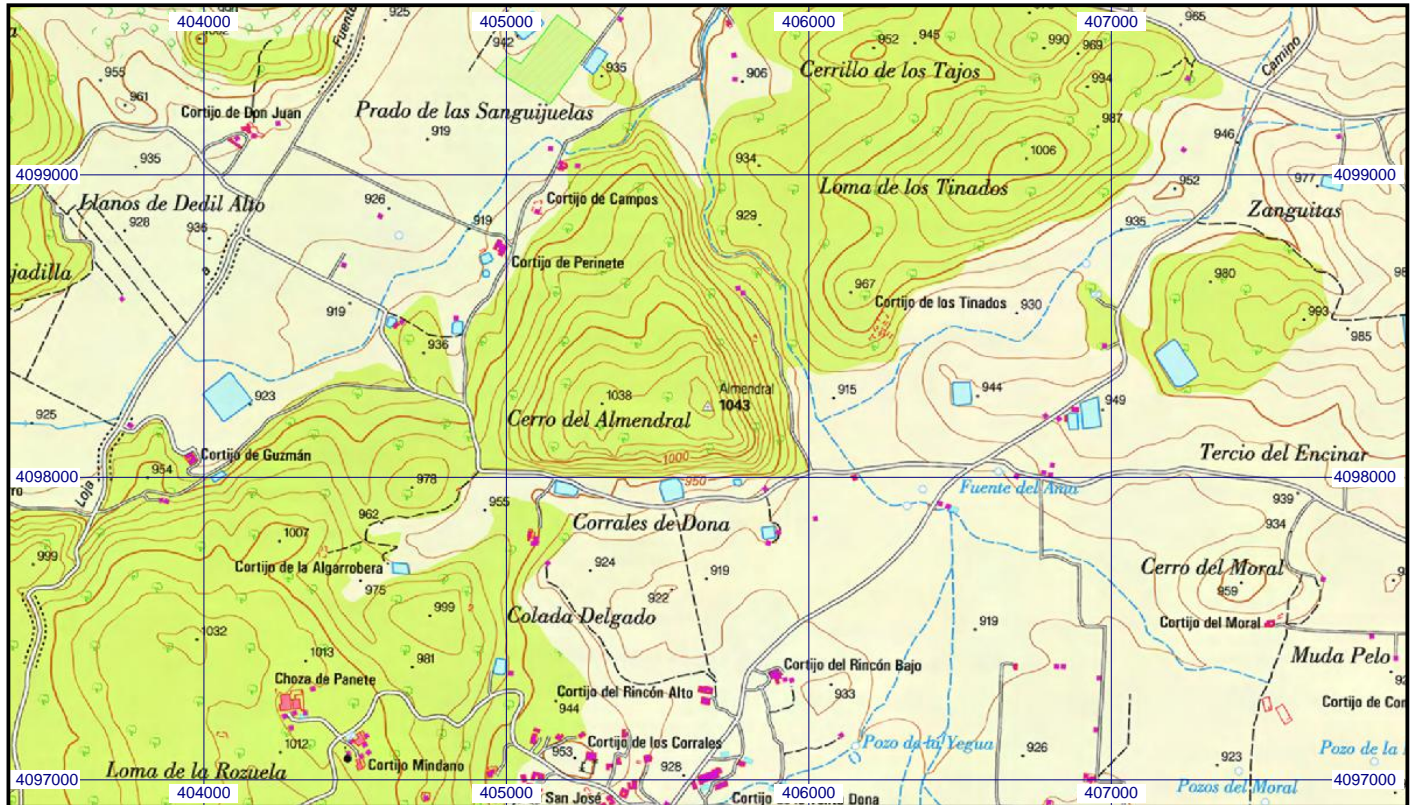 404000 405000 406000 407000
925
942
935
906
952
945
990
969
965
Camino
Fuente
955
961
994
Cerrillo de los Tajos
Cortijo de Don Juan
Prado de las Sanguijuelas
919
987
946
935
934
1006
4099000 4099000
Llanos de Dedil Alto
Cortijo de Campos
Loma de los Tinados
952
977
Zanguitas
928
936
926
919
929
935
jadilla
Cortijo de Perinete
980
967
Cortijo de los Tinados
930
919
993
985
936
915
944
949
923
925
1038
Almendral
1043
Cerro del Almendral
Cortijo de Guzmán
954
1000
Tercio del Encinar
4098000 4098000
978
950
Fuente del Ama
Loja
ro
955
939
962
Corrales de Dona
934
999
1007
Cortijo de la Algarrobera
924
919
Cerro del Moral
975
922
959
999
Colada Delgado
919
Cortijo del Moral
1032
1013
981
Muda Pelo
Choza de Panete
Cortijo del Rincón Bajo
Cortijo del Rincón Alto
933
944
1012
953
Cortijo de los Corrales
Pozo de la Yegua
926
923
Pozo de la
Loma de la Rozuela
Cortijo Mindano
928
4097000 4097000
San José
Pozos del Moral
404000 405000 406000 407000